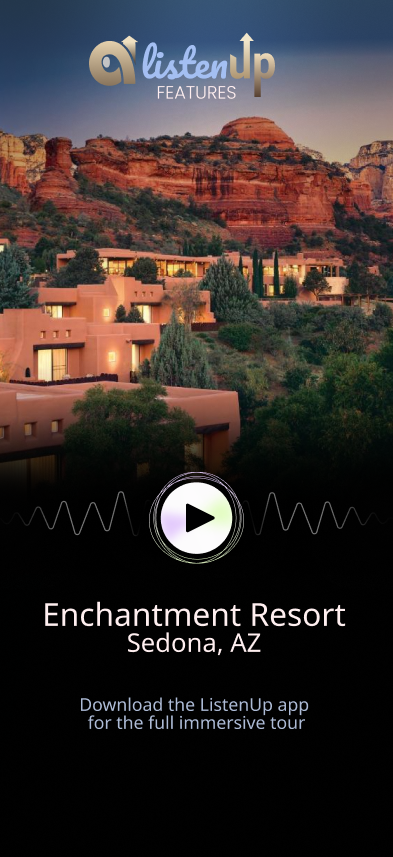 listenup
FEATURES
Enchantment Resort
Sedona, AZ
Download the ListenUp app
for the full immersive tour